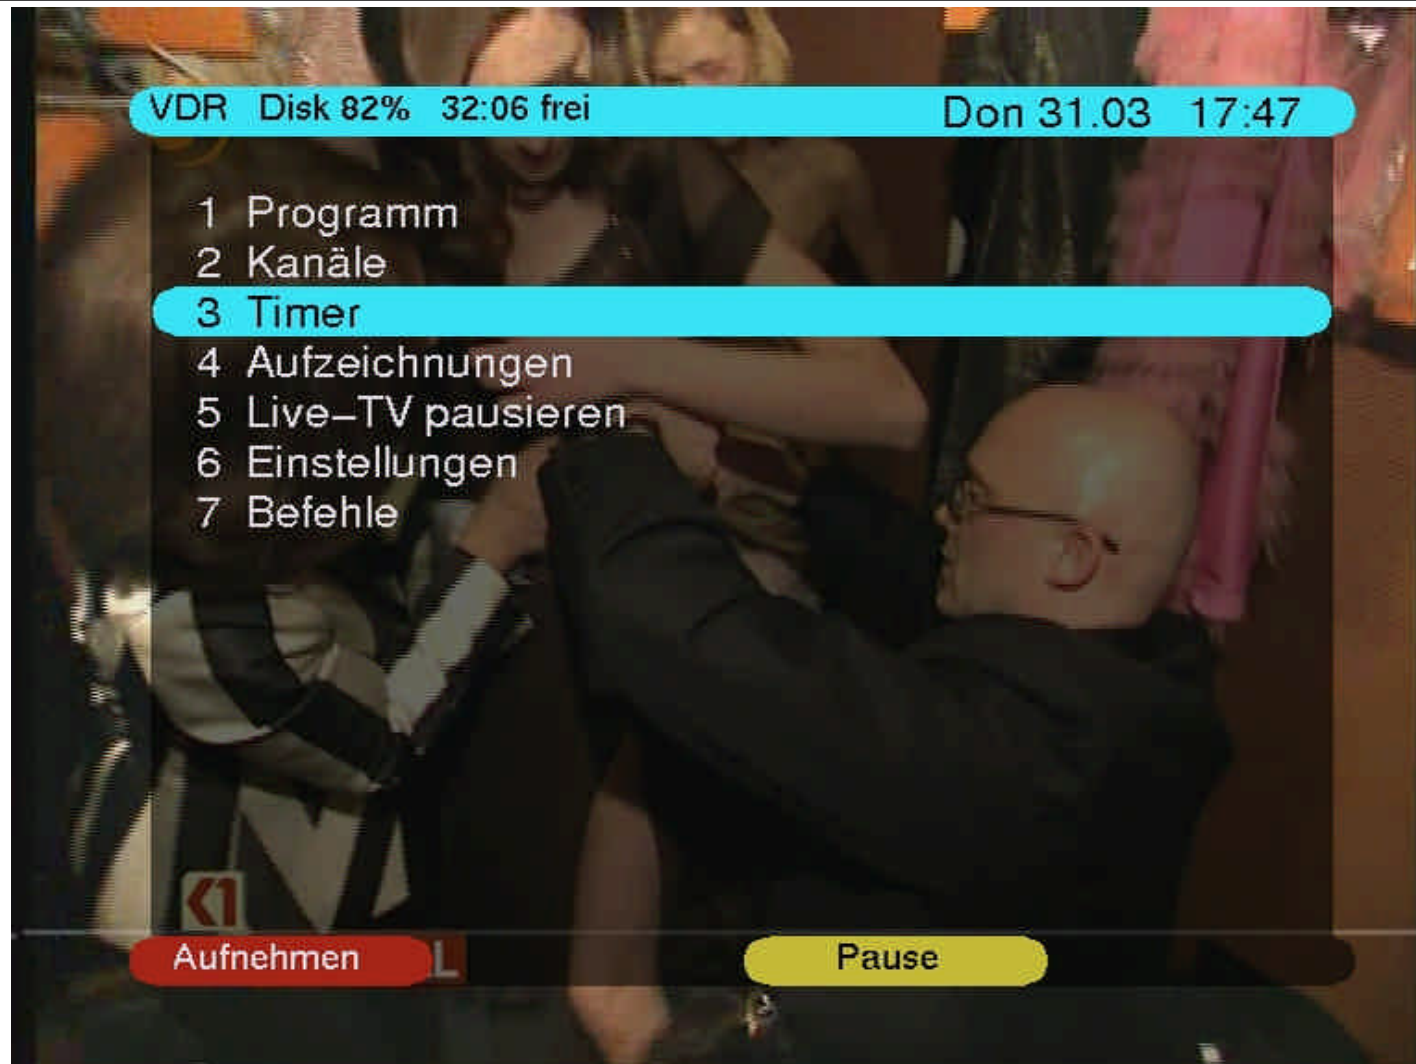 VDR Disk 82% 32:06 frei Don 31.03 17:47
1 Programm
2 Kanäle
3 Timer
4 Aufzeichnungen
5 Live-TV pausieren
6 Einstellungen
7 Befehle
K1
Aufnehmen L Pause